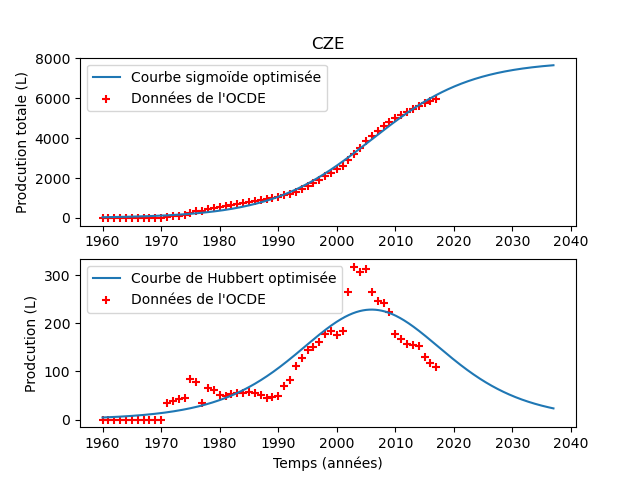 CZE
Prodcution totale (L)
8000
6000
4000
2000
0
Courbe sigmoïde optimisée
Données de l'OCDE
1960 1970 1980 1990 2000 2010 2020 2030 2040
Prodcution (L)
300
200
100
0
Courbe de Hubbert optimisée
Données de l'OCDE
1960 1970 1980 1990 2000 2010 2020 2030 2040
Temps (années)